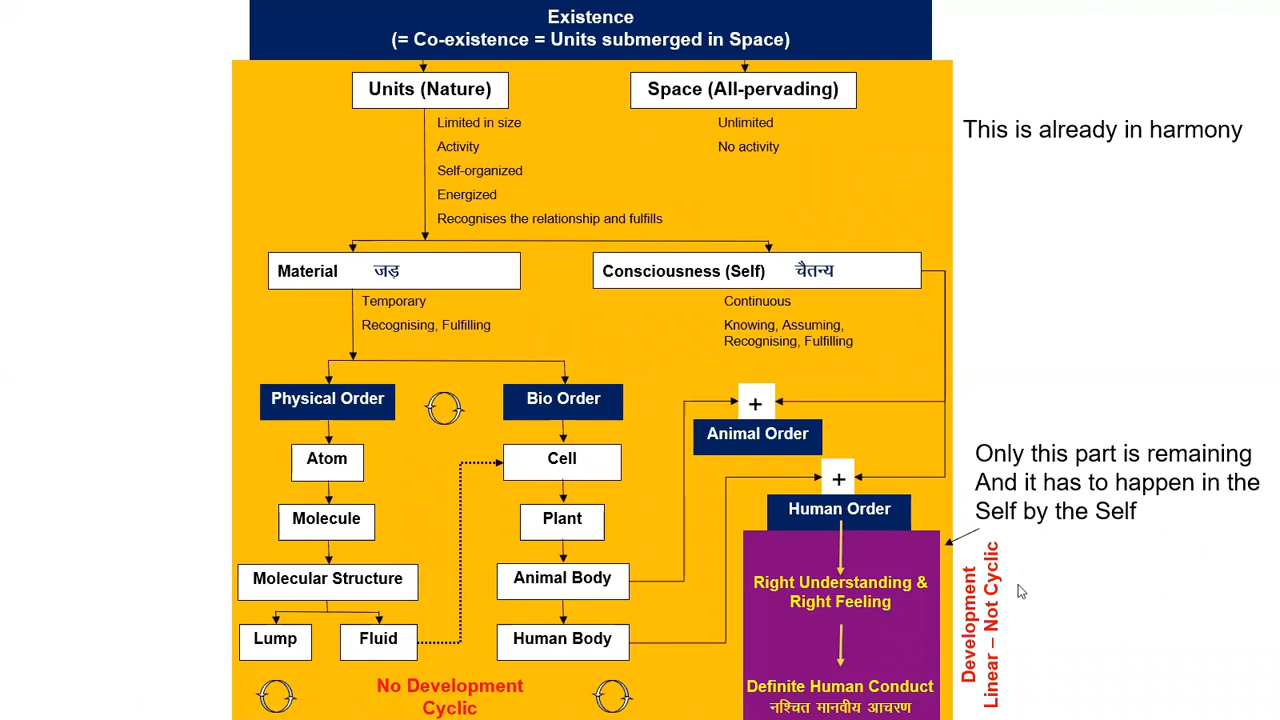 Existence
(= Co-existence = Units submerged in Space)
Units (Nature)
Space (All-pervading)
Limited in size
Activity
Self-organized
Energized
Recognises the relationship and fulfills
Unlimited
No activity
This is already in harmony
Material जड़
Consciousness (Self) चैतन्य
Temporary
Recognising, Fulfilling
Continuous
Knowing, Assuming,
Recognising, Fulfilling
Physical Order
Bio Order
+
Animal Order
Atom
Cell
+
Human Order
Only this part is remaining
And it has to happen in the
Self by the Self
Molecule
Plant
Molecular Structure
Animal Body
Right Understanding &
Right Feeling
Lump
Fluid
Human Body
No Development
Cyclic
Definite Human Conduct
नश्चित मानवीय आचरण
Development
Linear – Not Cyclic